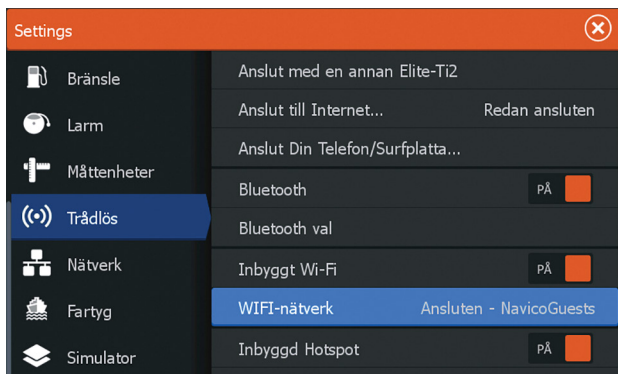 Settings
Bränsle
Larm
Måttenheter
Trådlös
Nätverk
Fartyg
Simulator
Anslut med en annan Elite-Ti2
Anslut till Internet... Redan ansluten
Anslut Din Telefon/Surfplatta...
Bluetooth PÅ
Bluetooth val
Inbyggt Wi-Fi PÅ
WIFI-nätverk Ansluten - NavicoGuests
Inbyggd Hotspot PÅ